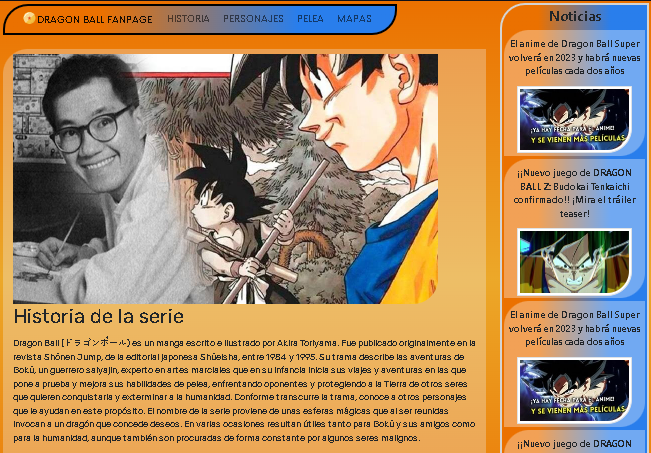 DRAGON BALL FANPAGE HISTORIA PERSONAJES PELEA MAPAS
Historia de la serie
Dragon Ball (ドラゴンボール) es un manga escrito e ilustrado por Akira Toriyama. Fue publicado originalmente en la
revista Shōnen Jump, de la editorial japonesa Shūeisha, entre 1984 y 1995. Su trama describe las aventuras de
Gokū, un guerrero saiyajin, experto en artes marciales que en su infancia inicia sus viajes y aventuras en las que
pone a prueba y mejora sus habilidades de pelea, enfrentando oponentes y protegiendo a la Tierra de otros seres
que quieren conquistarla y exterminar a la humanidad. Conforme transcurre la trama, conoce a otros personajes
que le ayudan en este propósito. El nombre de la serie proviene de unas esferas mágicas que al ser reunidas
invocan a un dragón que concede deseos. En varias ocasiones resultan útiles tanto para Gokū y sus amigos como
para la humanidad, aunque también son procuradas de forma constante por algunos seres malignos.
Noticias
El anime de Dragon Ball Super
volverá en 2023 y habrá nuevas
películas cada dos años
¡YA HAY FECHA PARA EL ANIME!
Y SE VIENEN MÁS PELÍCULAS
¡¡Nuevo juego de DRAGON
BALL Z: Budokai Tenkaichi
confirmado!! ¡Mira el tráiler
teaser!
El anime de Dragon Ball Super
volverá en 2023 y habrá nuevas
películas cada dos años
¡YA HAY FECHA PARA EL ANIME!
Y SE VIENEN MÁS PELÍCULAS
¡¡Nuevo juego de DRAGON